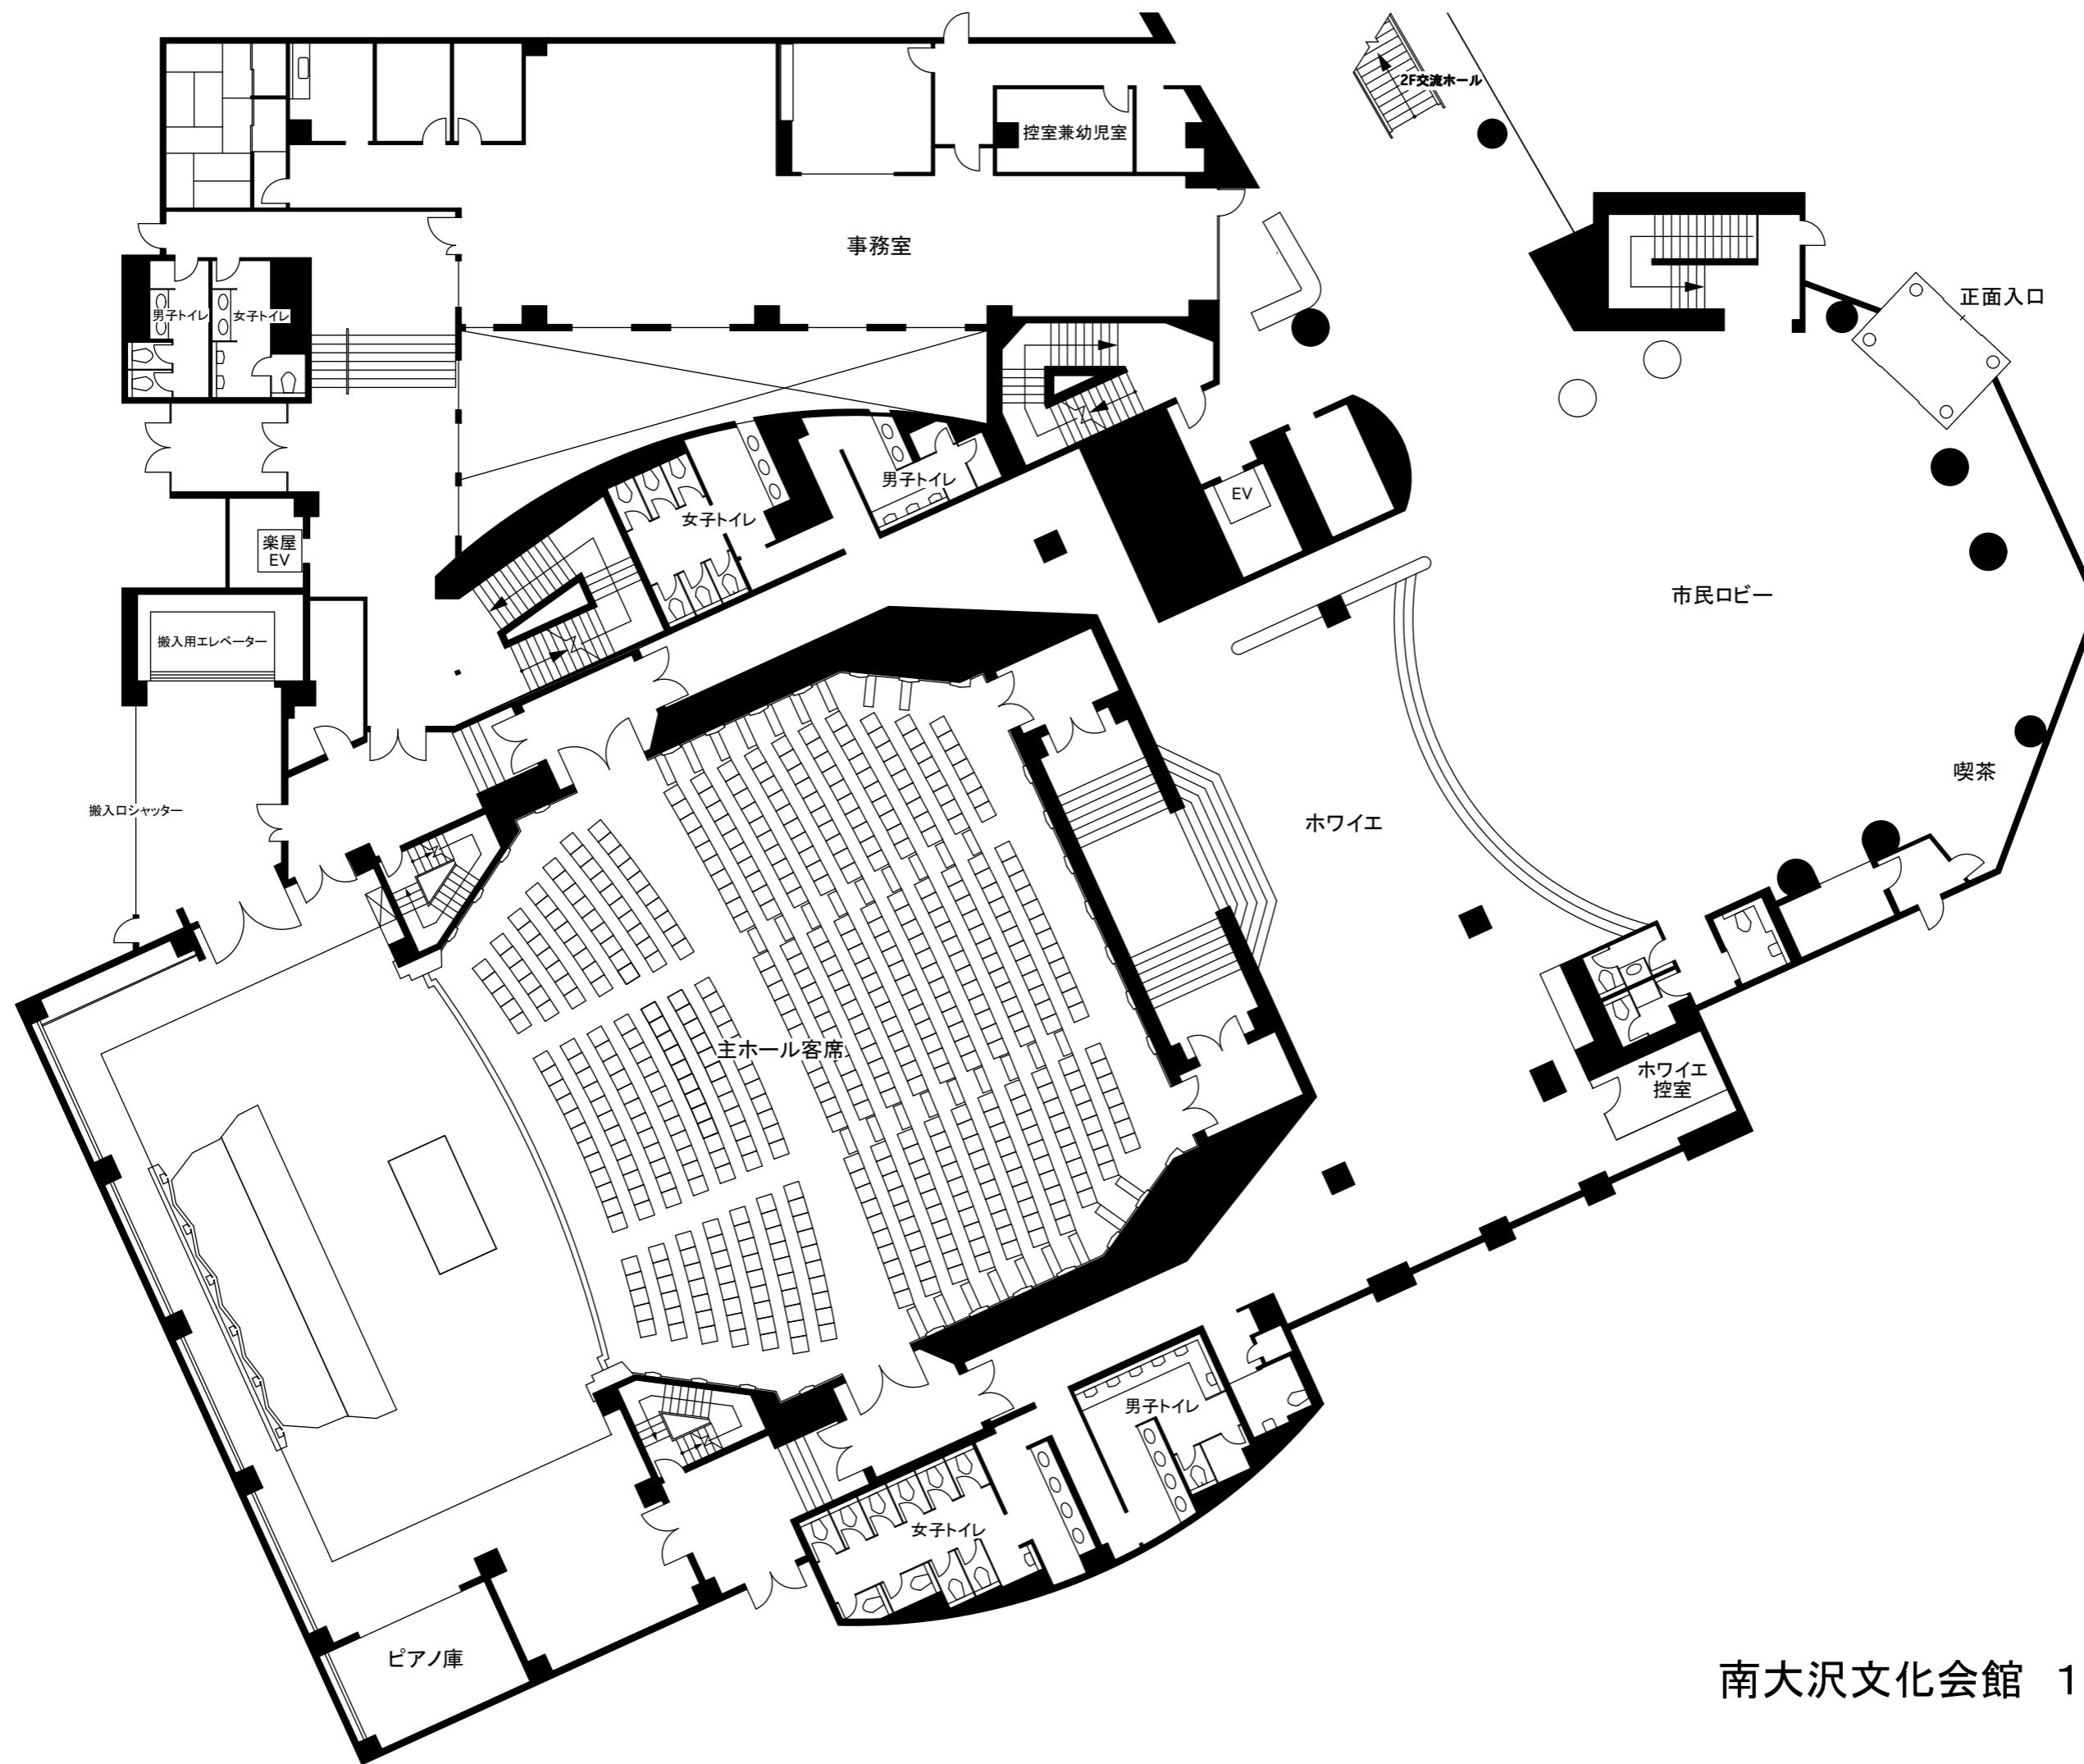 2F交流ホール
控室兼幼児室
事務室
正面入口
男子トイレ
女子トイレ
男子トイレ
EV
女子トイレ
楽屋
EV
市民ロビー
搬入用エレベーター
喫茶
搬入口シャッター
ホワイエ
主ホール客席
ホワイエ
控室
男子トイレ
女子トイレ
ピアノ庫
南大沢文化会館 1